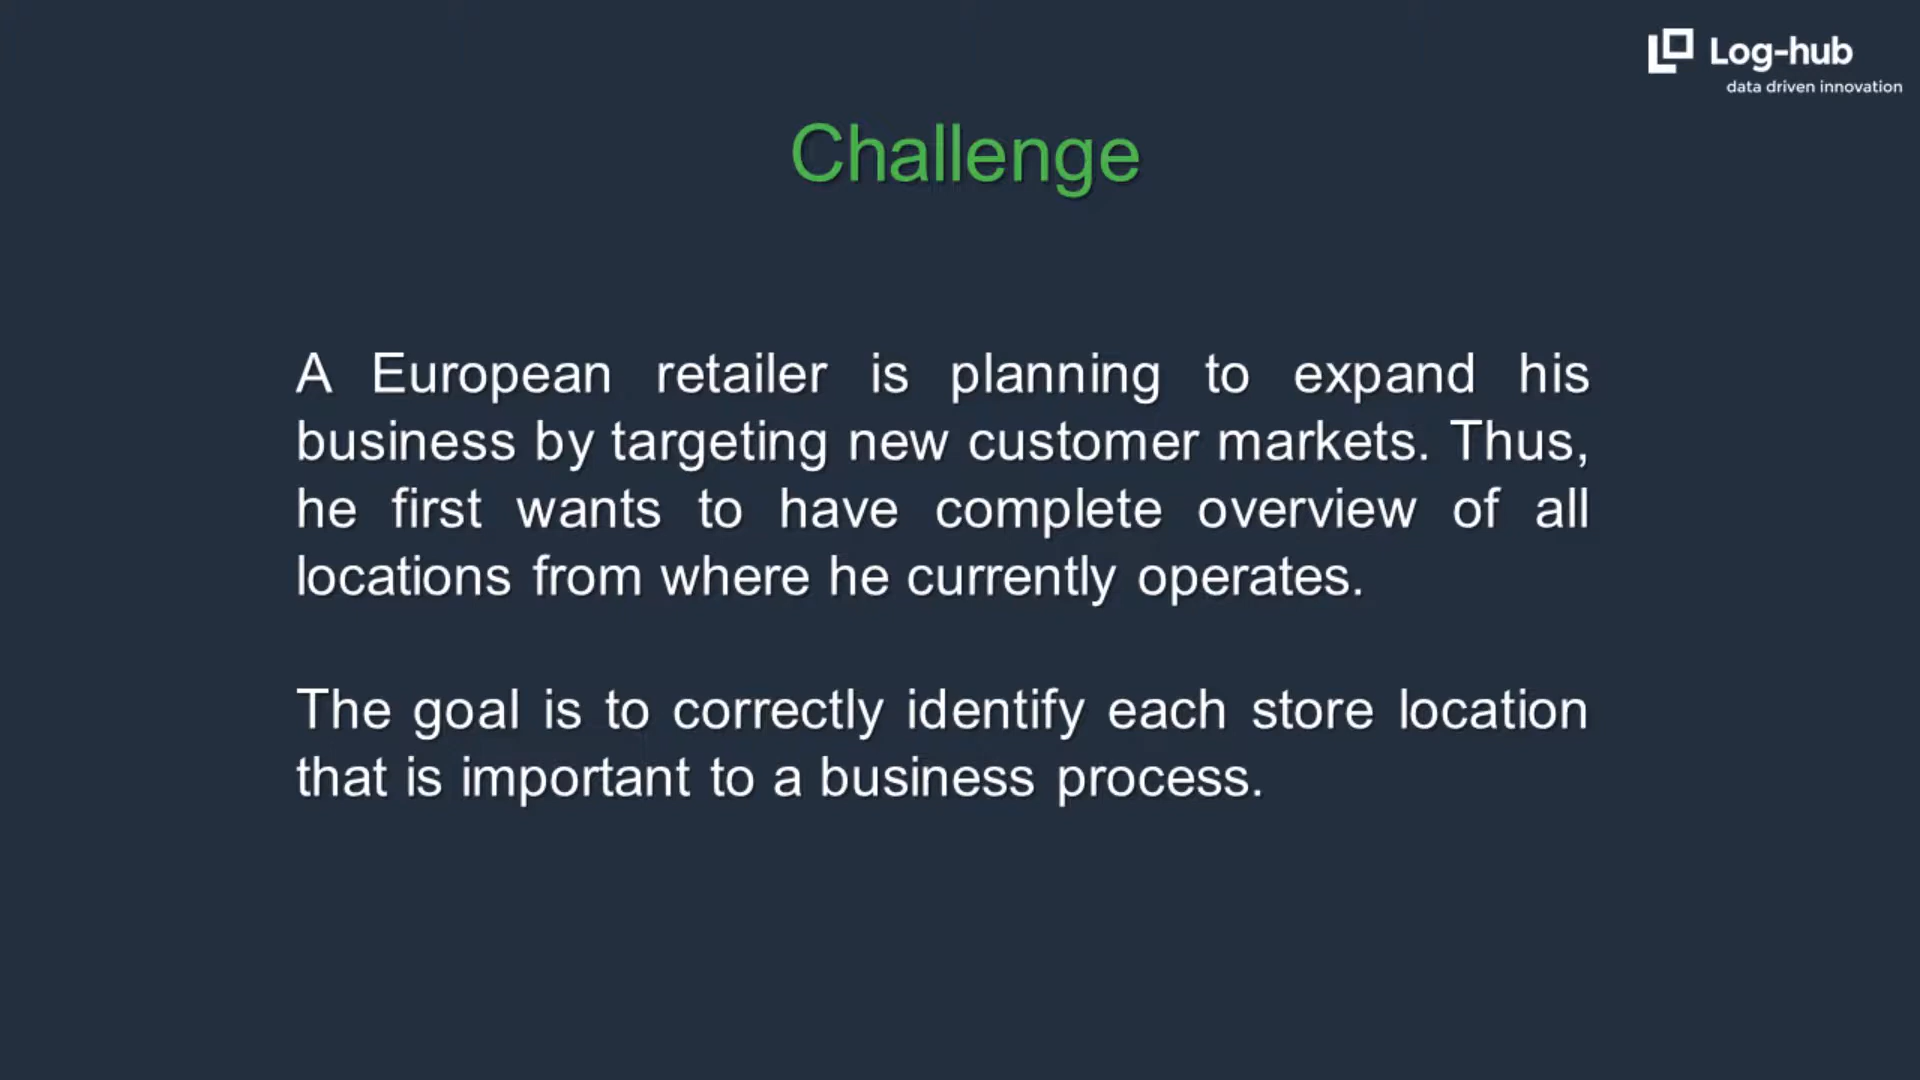 Log-hub
data driven innovation
Challenge
A European retailer is planning to expand his
business by targeting new customer markets. Thus,
he first wants to have complete overview of all
locations from where he currently operates.
The goal is to correctly identify each store location
that is important to a business process.